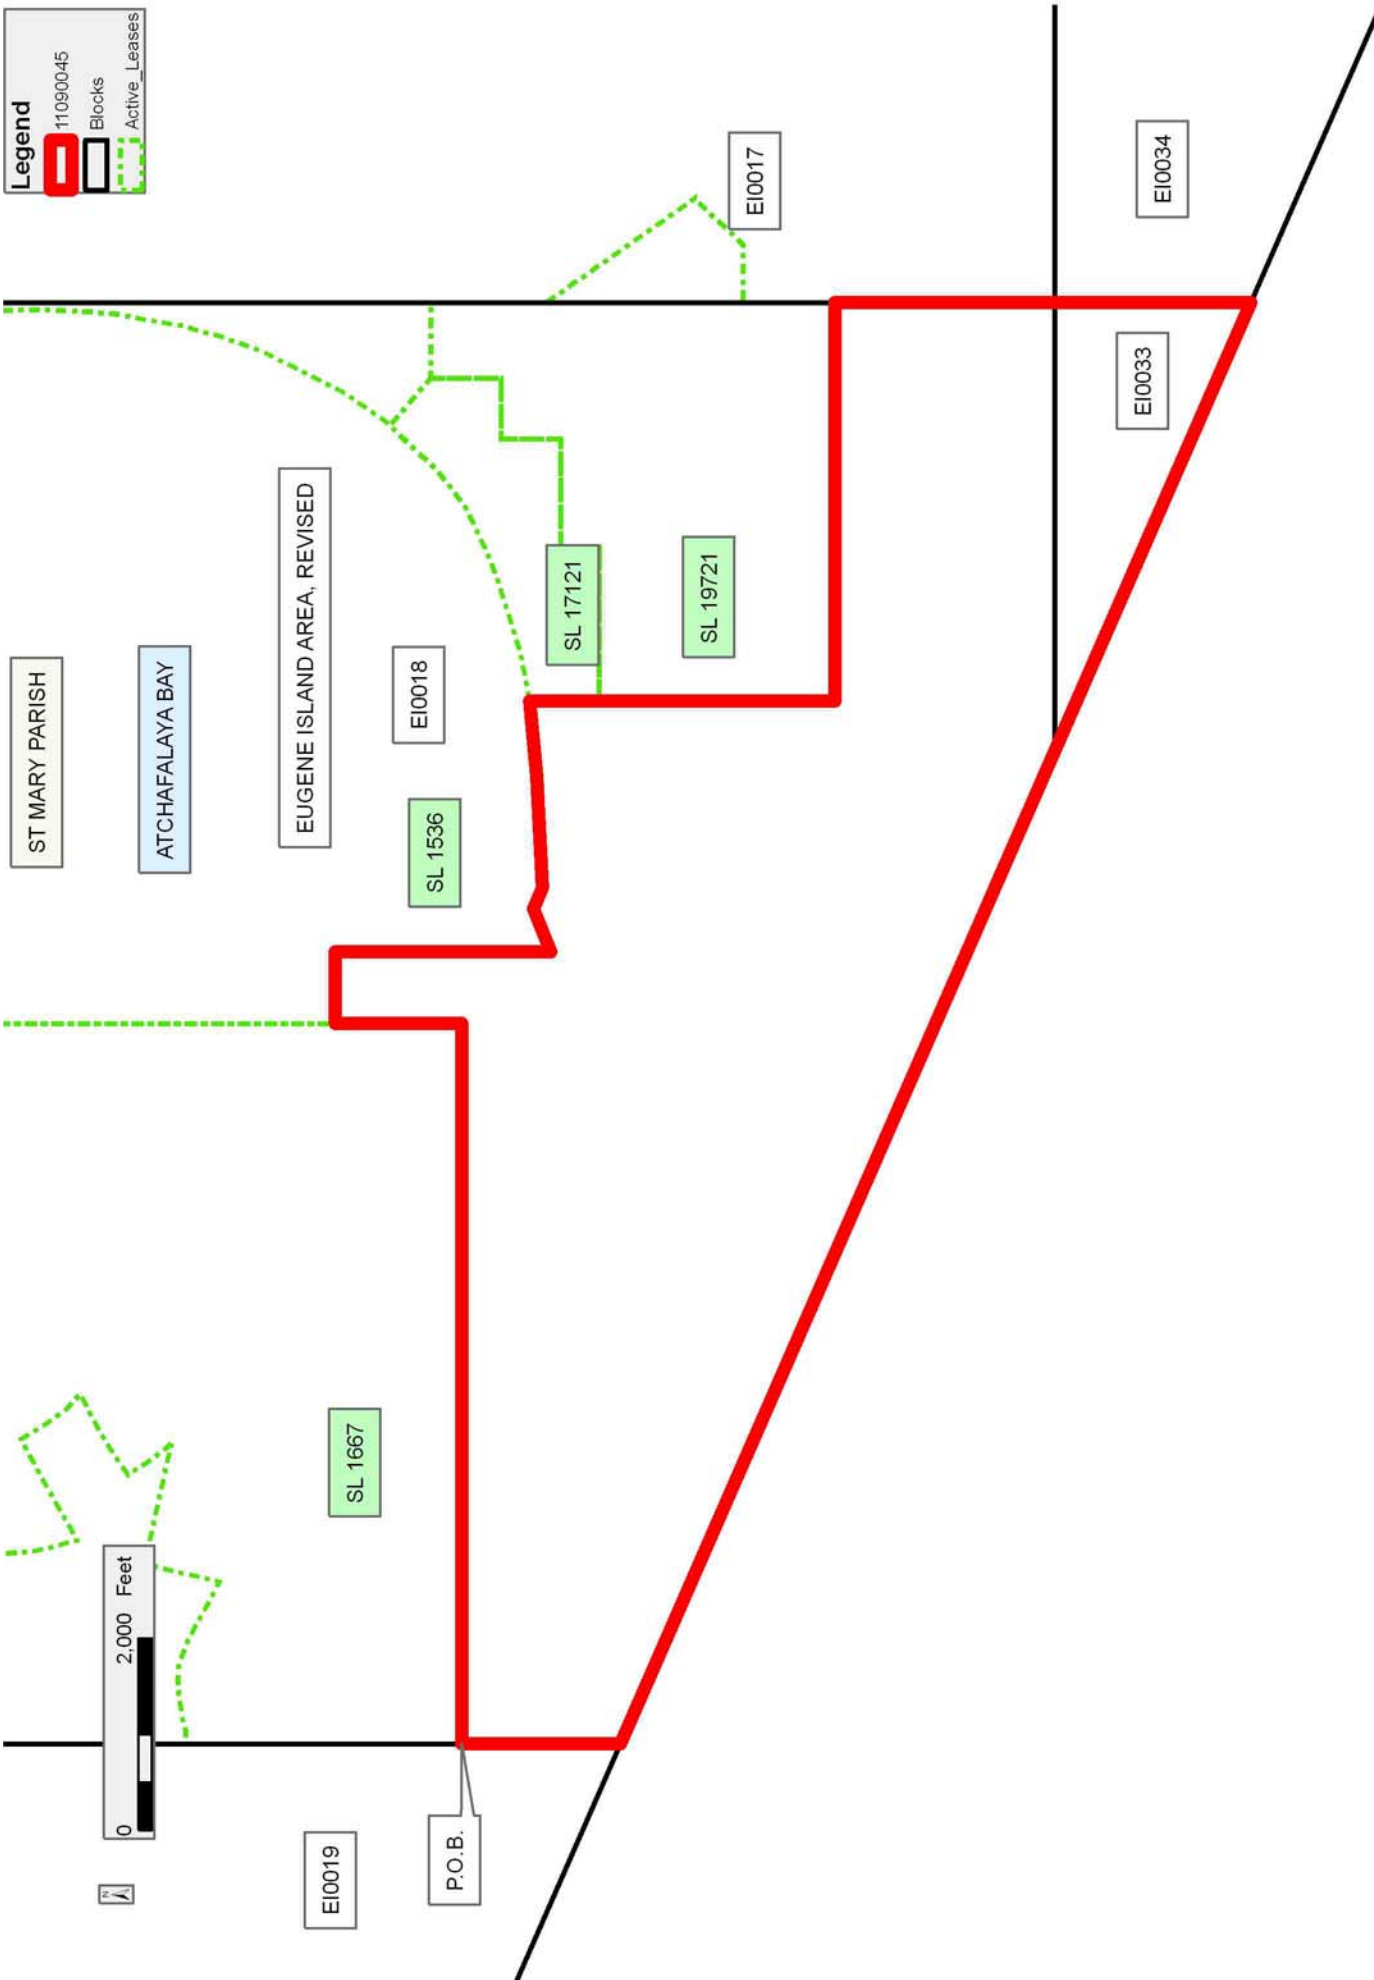 ST MARY PARISH
Legend
11090045
Blocks
Active_Leases
0 2,000 Feet
ATCHAFALAYA BAY
N
EUGENE ISLAND AREA, REVISED
EI0019
SL 1667
EI0018
SL 1536
P.O.B.
SL 17121
SL 19721
EI0017
EI0033
EI0034